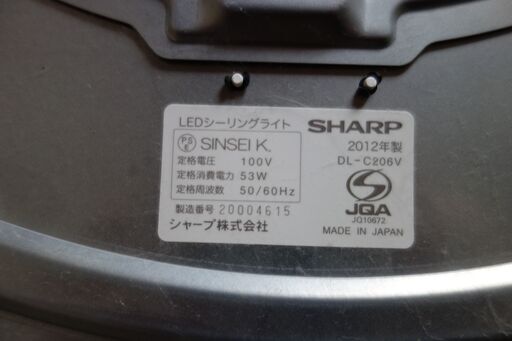 LEDシーリングライト SHARP
PS E SINSEI K. 2012年製
定格電圧 100V DL-C206V
定格消費電力 53W
定格周波数 50/60Hz JQA
製造番号 20004615 JQ10672
シャープ株式会社 MADE IN JAPAN